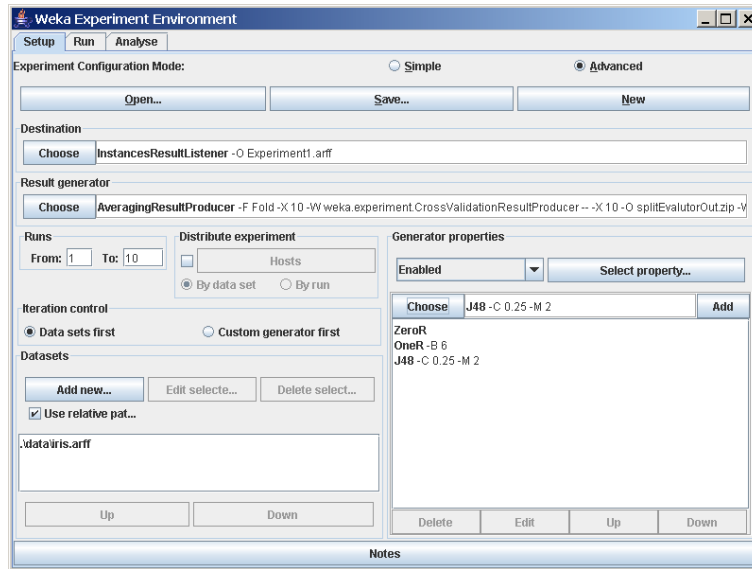 Weka Experiment Environment
Setup Run Analyse
Experiment Configuration Mode: Simple Advanced
Open... Save... New
Destination
Choose InstancesResultListener -O Experiment1.arff
Result generator
Choose AveragingResultProducer -F Fold -X 10 -W weka.experiment.CrossValidationResultProducer -- -X 10 -O splitEvalutorOut.zip -W
Runs
From: 1 To: 10
Distribute experiment
Hosts
By data set By run
Generator properties
Enabled Select property...
Choose J48 -C 0.25 -M 2 Add
ZeroR
OneR -B 6
J48 -C 0.25 -M 2
Delete Edit Up Down
Iteration control
Data sets first Custom generator first
Datasets
Add new... Edit selecte... Delete select...
Use relative pat...
.\data\iris.arff
Up Down
Notes